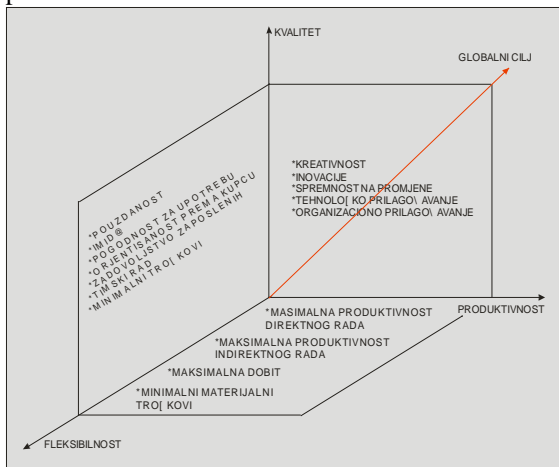 KVALITET
GLOBALNI CILJ
*KREATIVNOST
*INOVACIJE
*SPREMNOST NA PROMJENE
*TEHNOLO[ KO PRILAGO\ AVANJE
*ORGANIZACIONO PRILAGO\ AVANJE
*POUZDANOST
*IMID@
*POGODNOST ZA UPOTREBU
*ORJENTISANOST PREMA KUPCU
*ZADOVOLJSTVO ZAPOSLENIH
*TIMSKI RAD
*MINIMALNI TRO[ KOVI
PRODUKTIVNOST
*MASIMALNA PRODUKTIVNOST
DIREKTNOG RADA
*MAKSIMALNA PRODUKTIVNOST
INDIREKTNOG RADA
*MAKSIMALNA DOBIT
*MINIMALNI MATERIJALNI
TRO[ KOVI
FLEKSIBILNOST